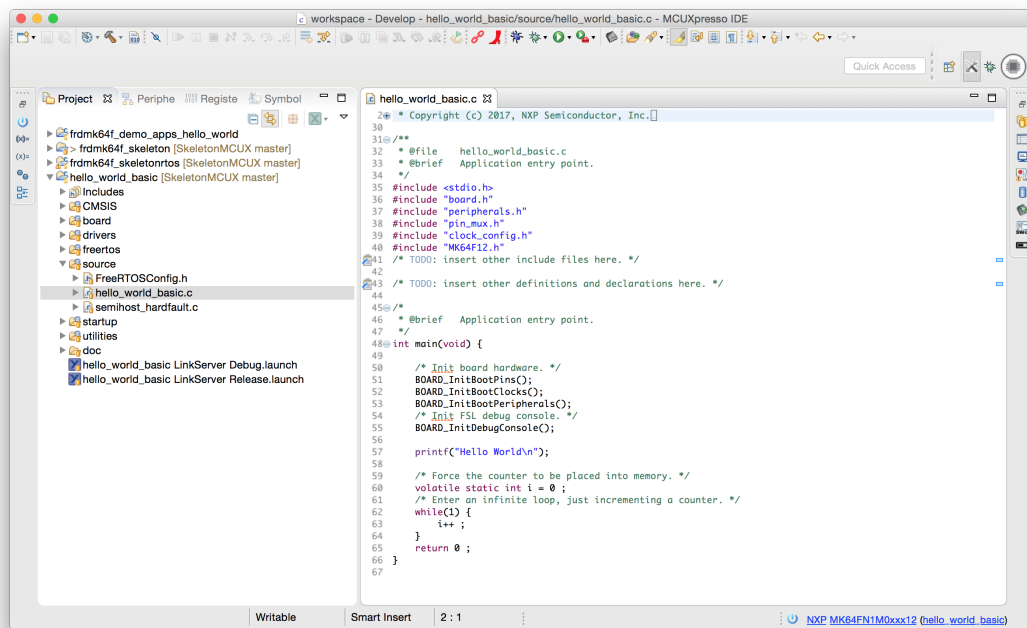 workspace - Develop - hello_world_basic/source/hello_world_basic.c - MCUXpresso IDE
Quick Access
Project
Periphe
Registe
Symbol
frdmk64f_demo_apps_hello_world
> frdmk64f_skeleton [SkeletonMCUX master]
frdmk64f_skeletonrtos [SkeletonMCUX master]
hello_world_basic [SkeletonMCUX master]
Includes
CMSIS
board
drivers
freertos
source
FreeRTOSConfig.h
hello_world_basic.c
semihost_hardfault.c
startup
utilities
doc
hello_world_basic LinkServer Debug.launch
hello_world_basic LinkServer Release.launch
hello_world_basic.c
2 * Copyright (c) 2017, NXP Semiconductor, Inc.
30
31 /**
32 * @file hello_world_basic.c
33 * @brief Application entry point.
34 */
35 #include <stdio.h>
36 #include "board.h"
37 #include "peripherals.h"
38 #include "pin_mux.h"
39 #include "clock_config.h"
40 #include "MK64F12.h"
41 /* TODO: insert other include files here. */
42
43 /* TODO: insert other definitions and declarations here. */
44
45 /*
46 * @brief Application entry point.
47 */
48 int main(void) {
49
50 /* Init board hardware. */
51 BOARD_InitBootPins();
52 BOARD_InitBootClocks();
53 BOARD_InitBootPeripherals();
54 /* Init FSL debug console. */
55 BOARD_InitDebugConsole();
56
57 printf("Hello World\n");
58
59 /* Force the counter to be placed into memory. */
60 volatile static int i = 0 ;
61 /* Enter an infinite loop, just incrementing a counter. */
62 while(1) {
63 i++ ;
64 }
65 return 0 ;
66 }
67
Writable
Smart Insert
2 : 1
NXP MK64FN1M0xxx12 (hello_world_basic)